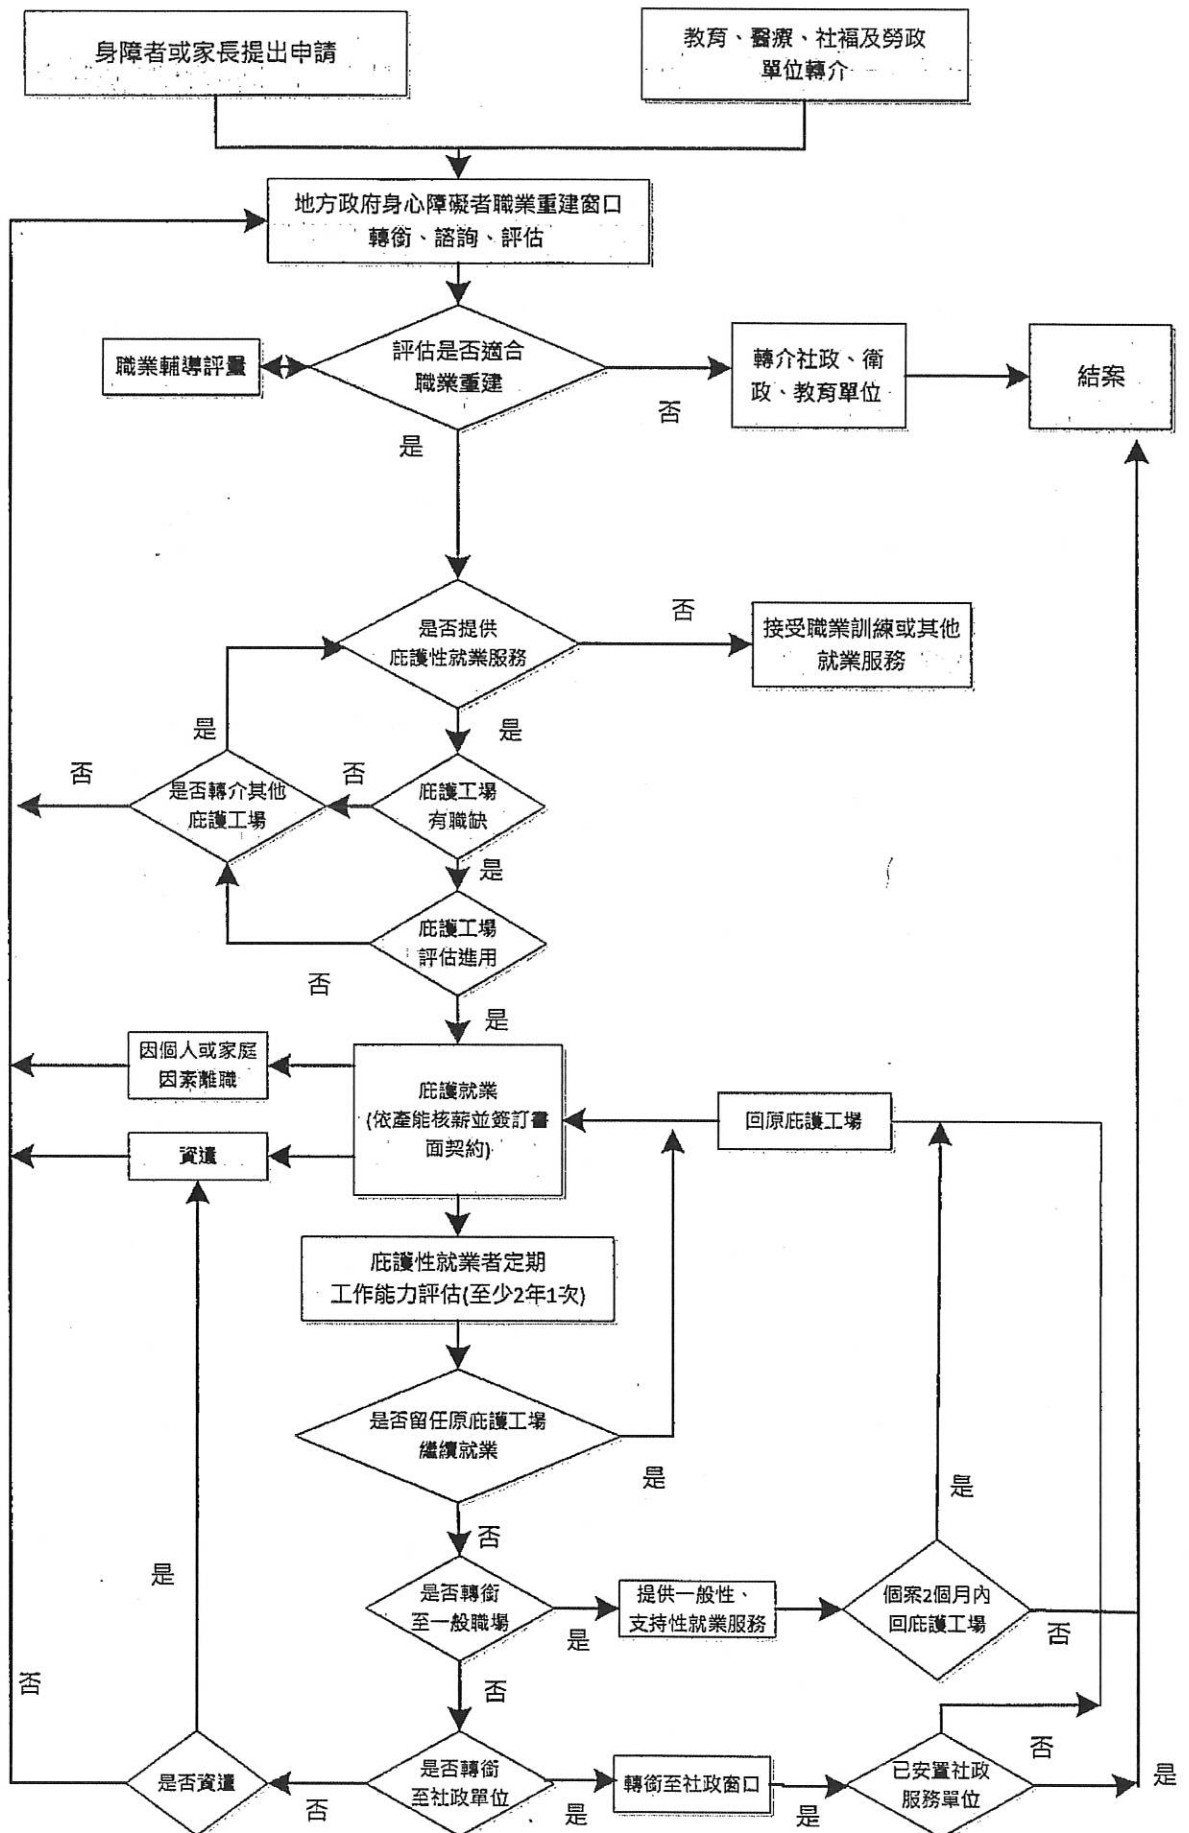 身障者或家長提出申請
教育、醫療、社福及勞政
單位轉介
地方政府身心障礙者職業重建窗口
轉銜、諮詢、評估
職業輔導評量
評估是否適合
職業重建
否
轉介社政、衛
政、教育單位
結案
是
是否提供
庇護性就業服務
否
接受職業訓練或其他
就業服務
是
是
否
是否轉介其他
庇護工場
否
庇護工場
有職缺
是
庇護工場
評估進用
否
是
因個人或家庭
因素離職
庇護就業
(依產能核薪並簽訂書
面契約)
回原庇護工場
資遣
庇護性就業者定期
工作能力評估(至少2年1次)
是否留任原庇護工場
繼續就業
是
否
是
是
是否轉銜
至一般職場
是
提供一般性、
支持性就業服務
個案2個月內
回庇護工場
否
否
否
是否資遣
否
是否轉銜
至社政單位
是
轉銜至社政窗口
是
已安置社政
服務單位
否
是